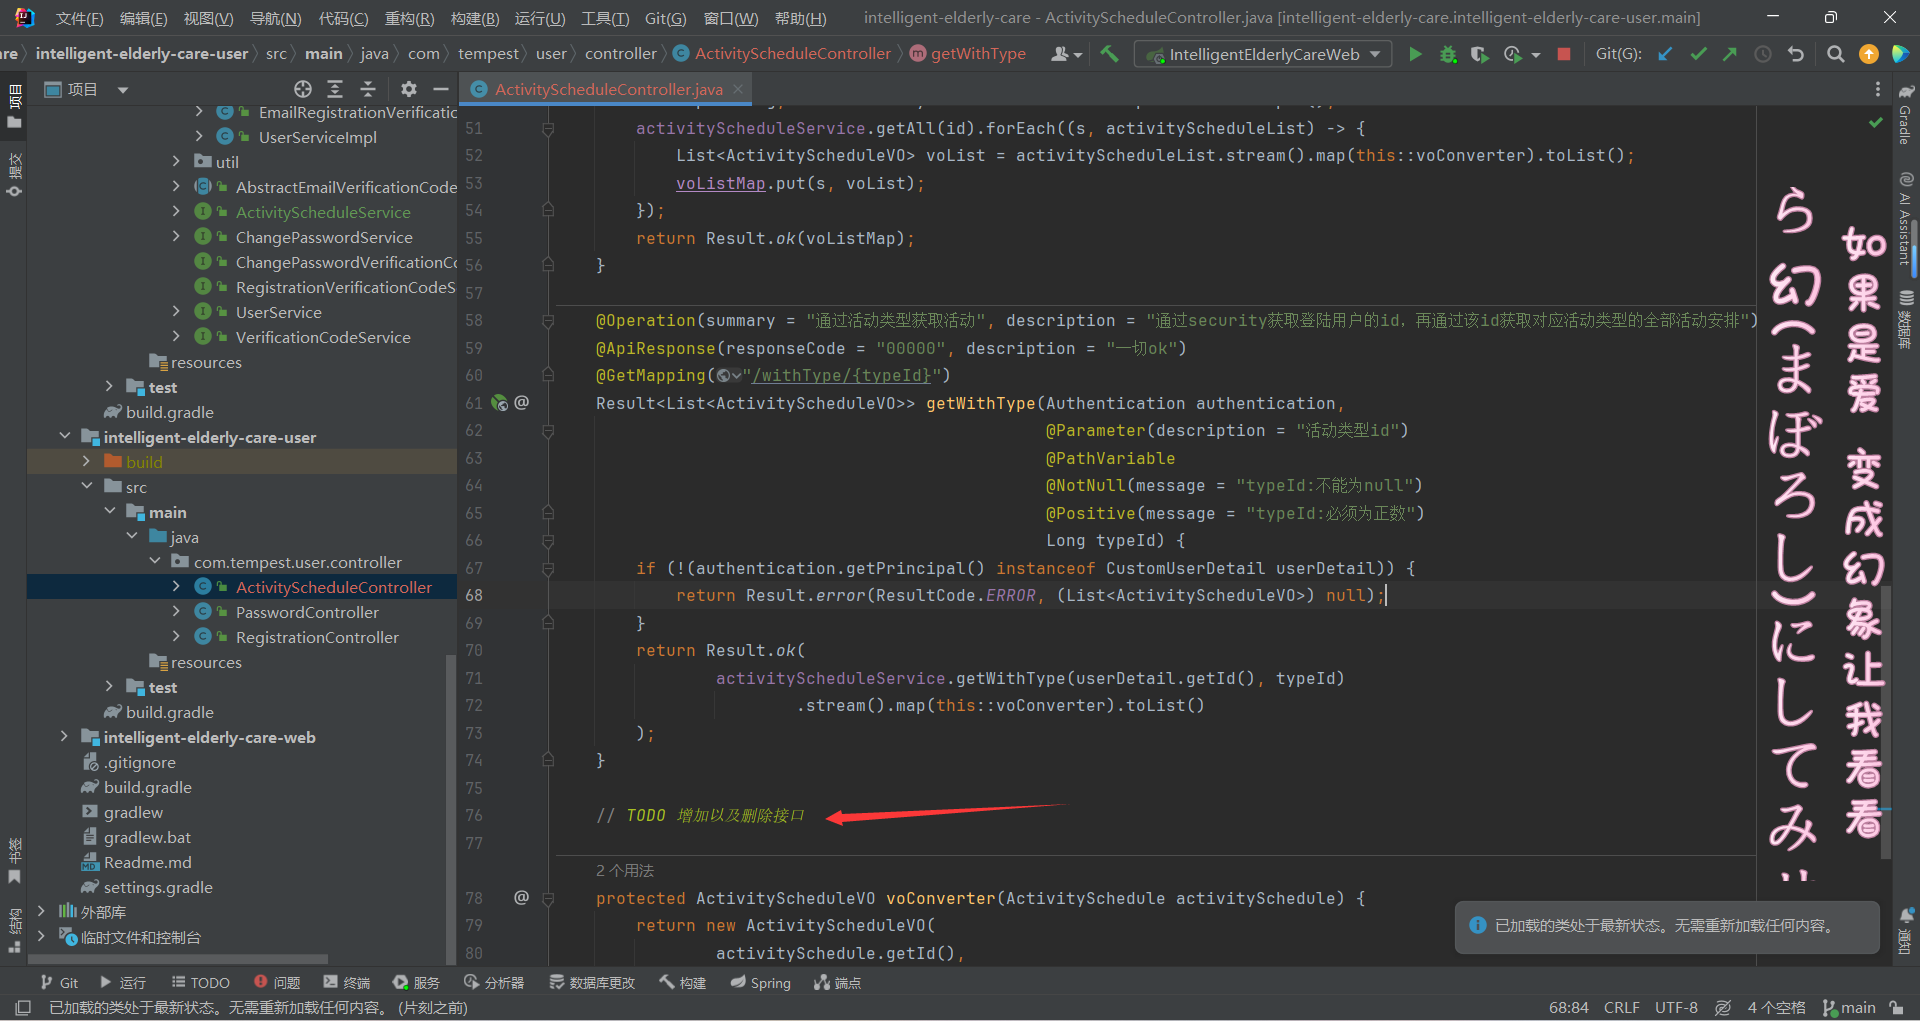 文件(F) 编辑(E) 视图(V) 导航(N) 代码(C) 重构(R) 构建(B) 运行(U) 工具(T) Git(G) 窗口(W) 帮助(H) intelligent-elderly-care - ActivityScheduleController.java [intelligent-elderly-care.intelligent-elderly-care-user.main]
re intelligent-elderly-care-user src main java com tempest user controller ActivityScheduleController getWithType IntelligentElderlyCareWeb Git(G):
项目
ActivityScheduleController.java
EmailRegistrationVerificatic
UserServiceImpl
util
AbstractEmailVerificationCode
ActivityScheduleService
ChangePasswordService
ChangePasswordVerificationCo
RegistrationVerificationCodeS
UserService
VerificationCodeService
resources
test
build.gradle
intelligent-elderly-care-user
build
src
main
java
com.tempest.user.controller
ActivityScheduleController
PasswordController
RegistrationController
resources
test
build.gradle
intelligent-elderly-care-web
.gitignore
build.gradle
gradlew
gradlew.bat
Readme.md
settings.gradle
外部库
临时文件和控制台
项目
提交
书签
结构
51 activityScheduleService.getAll(id).forEach((s, activityScheduleList) -> {
52 List<ActivityScheduleVO> voList = activityScheduleList.stream().map(this::voConverter).toList();
53 voListMap.put(s, voList);
54 });
55 return Result.ok(voListMap);
56 }
57
58 @Operation(summary = "通过活动类型获取活动", description = "通过security获取登陆用户的id，再通过该id获取对应活动类型的全部活动安排")
59 @ApiResponse(responseCode = "00000", description = "一切ok")
60 @GetMapping("/withType/{typeId}")
61 Result<List<ActivityScheduleVO>> getWithType(Authentication authentication,
62 @Parameter(description = "活动类型id")
63 @PathVariable
64 @NotNull(message = "typeId:不能为null")
65 @Positive(message = "typeId:必须为正数")
66 Long typeId) {
67 if (!(authentication.getPrincipal() instanceof CustomUserDetail userDetail)) {
68 return Result.error(ResultCode.ERROR, (List<ActivityScheduleVO>) null);
69 }
70 return Result.ok(
71 activityScheduleService.getWithType(userDetail.getId(), typeId)
72 .stream().map(this::voConverter).toList()
73 );
74 }
75
76 // TODO 增加以及删除接口
77
2 个用法
78 protected ActivityScheduleVO voConverter(ActivitySchedule activitySchedule) {
79 return new ActivityScheduleVO(
80 activitySchedule.getId(),
如果是爱 变成幻象让我看看
ら 幻(まぼろし)にしてみ
Gradle
AI Assistant
数据库
通知
已加载的类处于最新状态。无需重新加载任何内容。
Git 运行 TODO 问题 终端 服务 分析器 数据库更改 构建 Spring 端点
已加载的类处于最新状态。无需重新加载任何内容。 (片刻之前) 68:84 CRLF UTF-8 4 个空格 main